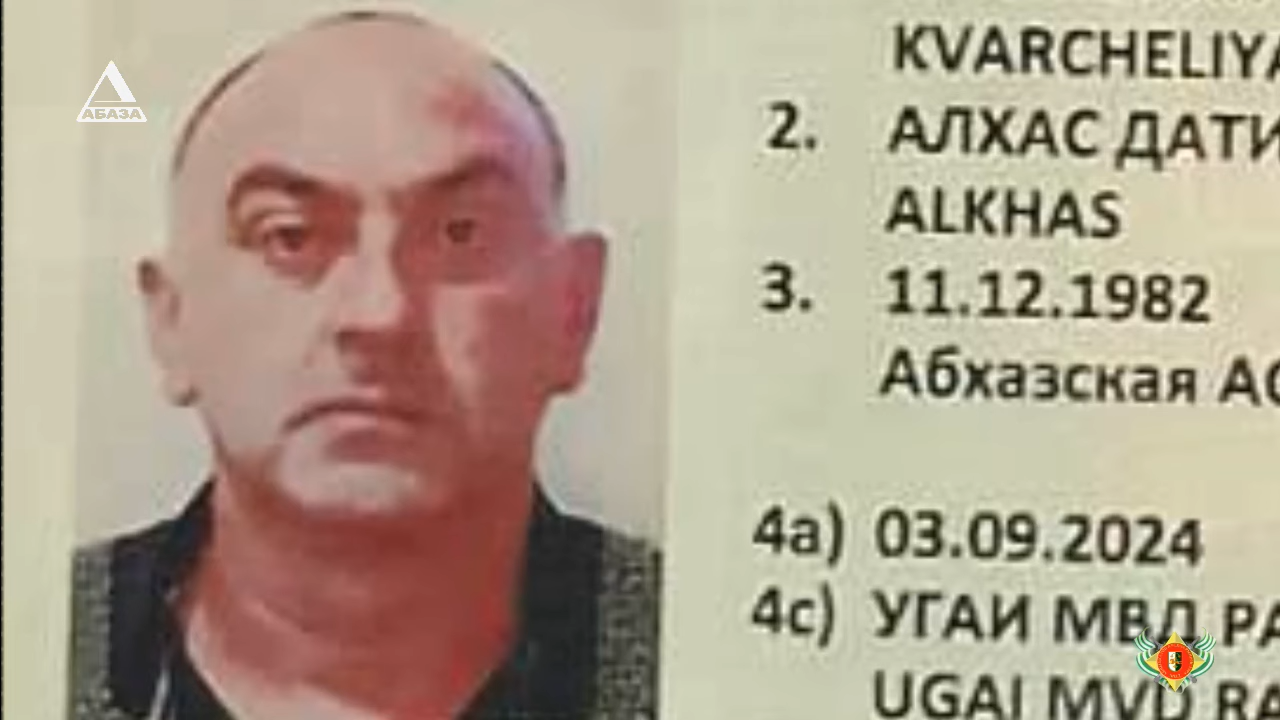 АБАЗА
KVARCHELIYA
2. АЛХАС ДАТИ
ALKHAS
3. 11.12.1982
Абхазская АС
4a) 03.09.2024
4c) УГАИ МВД РА
UGAI MVD RA